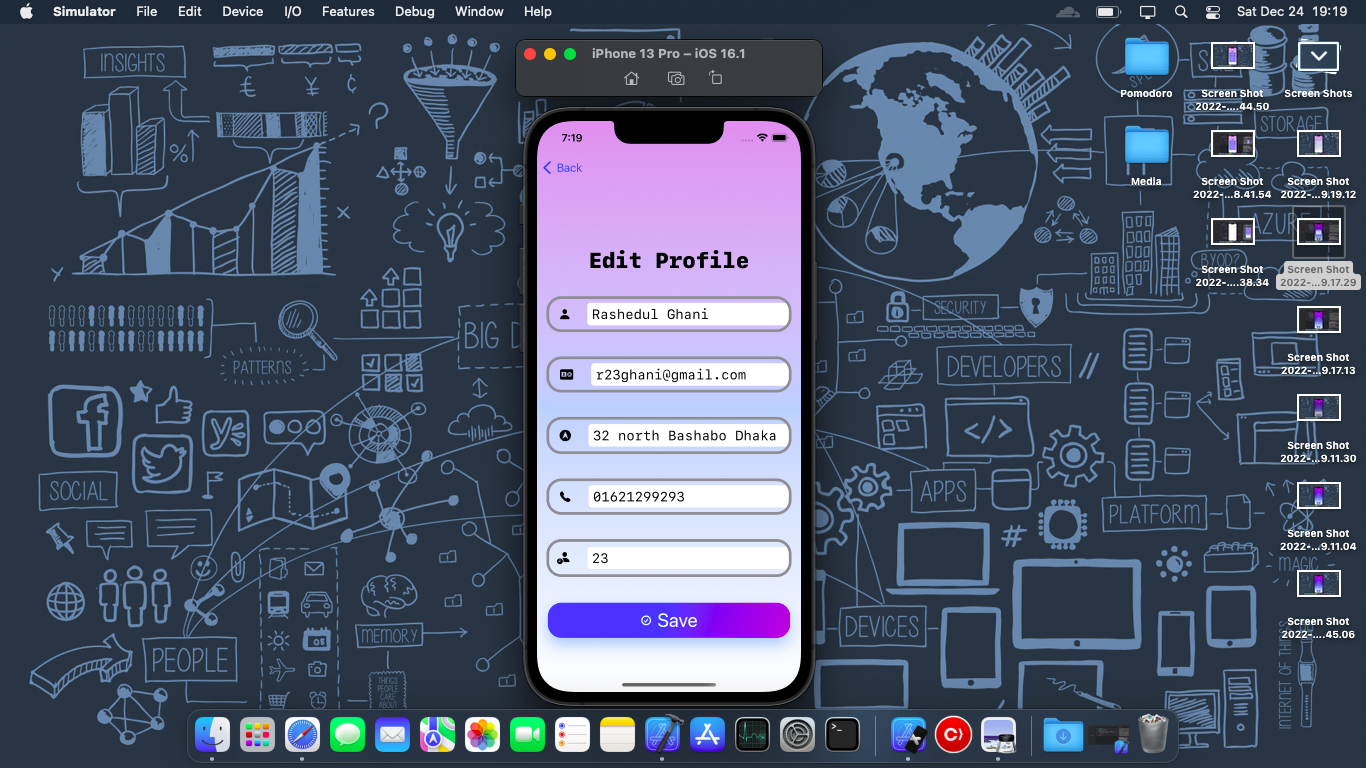 Simulator File Edit Device I/O Features Debug Window Help Sat Dec 24 19:19
iPhone 13 Pro – iOS 16.1
7:19
Back
Edit Profile
Rashedul Ghani
r23ghani@gmail.com
32 north Bashabo Dhaka
01621299293
23
Save
INSIGHTS
%
PATTERNS
BIG D
SOCIAL
PEOPLE
MEMORY
THINGS
PEOPLE
CARE
ABOUT
STORAGE
AZURE
BYOD?
SECURITY
DEVELOPERS //
</>
APPS
#
PLATFORM
MAGIC
DEVICES
INTERNET OF THINGS
Pomodoro
Media
Screen Shot
2022-....44.50
Screen Shot
2022-...8.41.54
Screen Shot
2022-....38.34
Screen Shots
Screen Shot
2022-...9.19.12
Screen Shot
2022-...9.17.29
Screen Shot
2022-...9.17.13
Screen Shot
2022-...9.11.30
Screen Shot
2022-...9.11.04
Screen Shot
2022-....45.06